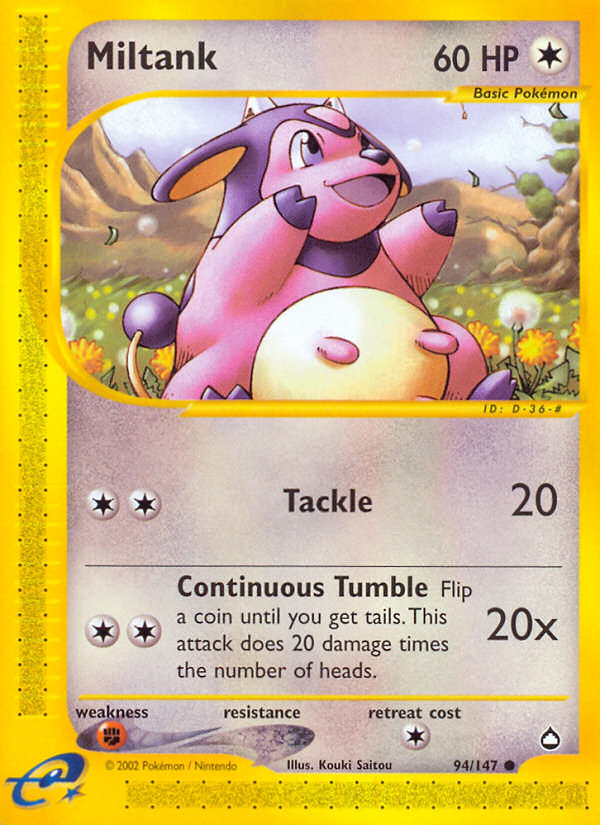 Miltank 60 HP
Basic Pokémon
ID: D-36-#
Tackle 20
Continuous Tumble Flip
a coin until you get tails. This
attack does 20 damage times
the number of heads.
20x
weakness resistance retreat cost
© 2002 Pokémon / Nintendo Illus. Kouki Saitou 94/147
e